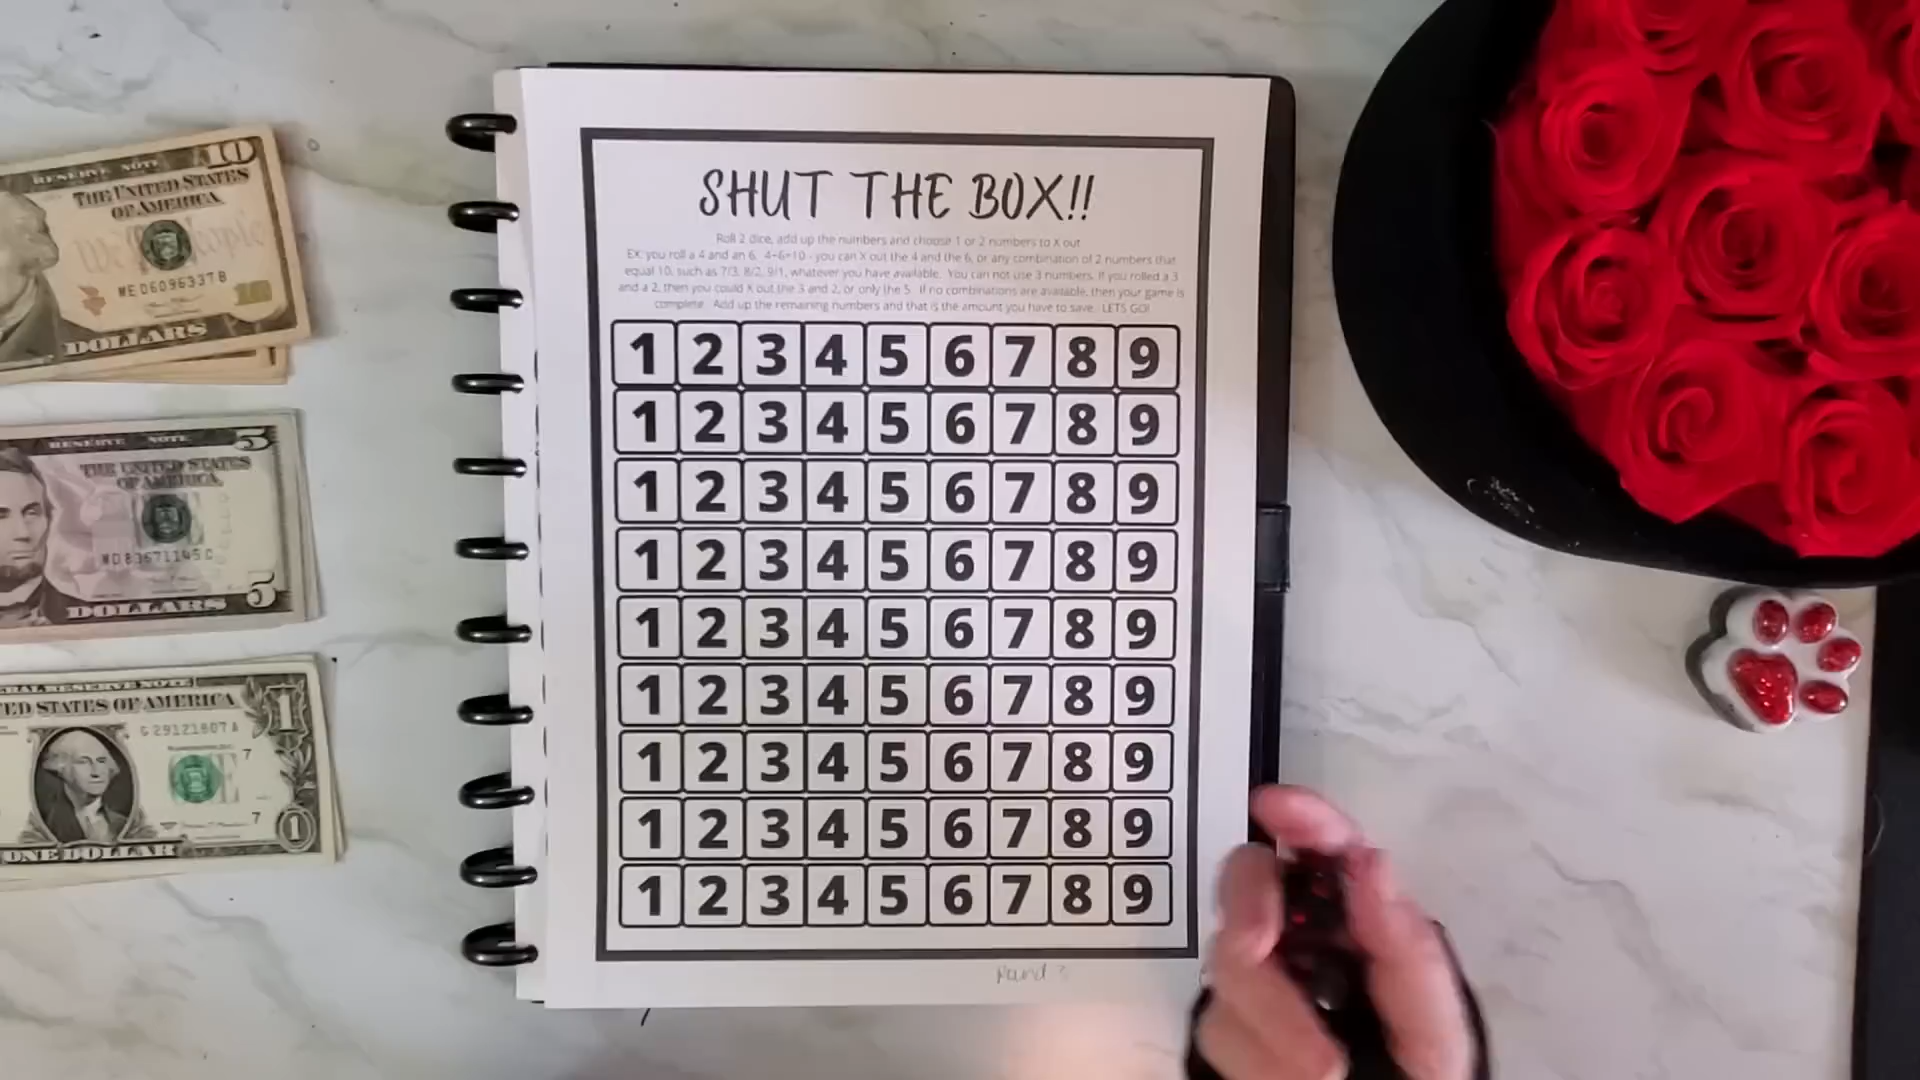 SHUT THE BOX!!
Roll 2 dice, add up the numbers and choose 1 or 2 numbers to X out
EX: you roll a 4 and an 6, 4+6=10 - you can X out the 4 and the 6, or any combination of 2 numbers that
equal 10, such as 7/3, 8/2, 9/1, whatever you have available. You can not use 3 numbers. If you rolled a 3
and a 2, then you could X out the 3 and 2, or only the 5. If no combinations are available, then your game is
complete. Add up the remaining numbers and that is the amount you have to save. LETS GO!
1 2 3 4 5 6 7 8 9
1 2 3 4 5 6 7 8 9
1 2 3 4 5 6 7 8 9
1 2 3 4 5 6 7 8 9
1 2 3 4 5 6 7 8 9
1 2 3 4 5 6 7 8 9
1 2 3 4 5 6 7 8 9
1 2 3 4 5 6 7 8 9
1 2 3 4 5 6 7 8 9
Round
RESERVE NOTE 10
THE UNITED STATES
OF AMERICA
We the People
ME 06096337 B
DOLLARS
RESERVE NOTE 5
THE UNITED STATES
OF AMERICA
DOLLARS 5
RAL RESERVE NOTE
ED STATES OF AMERICA 1
G 29121807 A
7
7
ONE DOLLAR 1